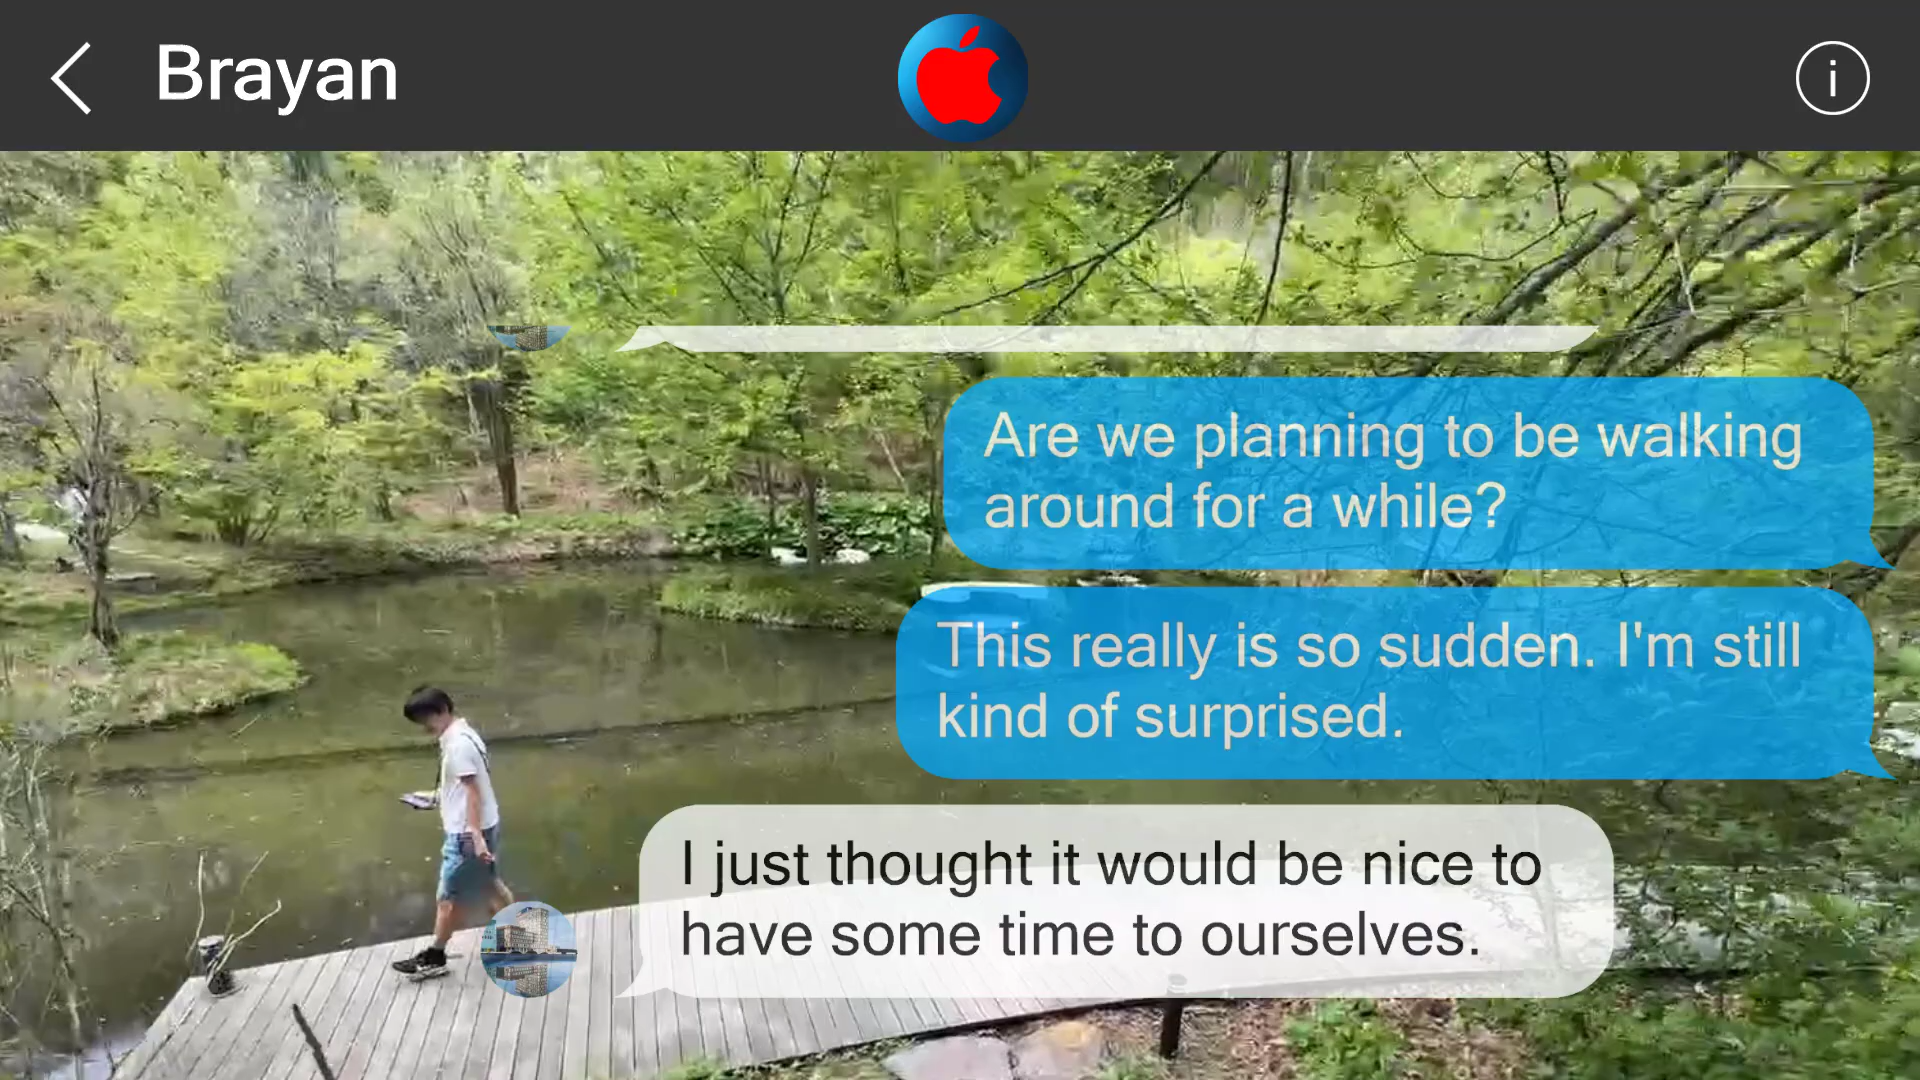 Brayan
i
Are we planning to be walking
around for a while?
This really is so sudden. I'm still
kind of surprised.
I just thought it would be nice to
have some time to ourselves.